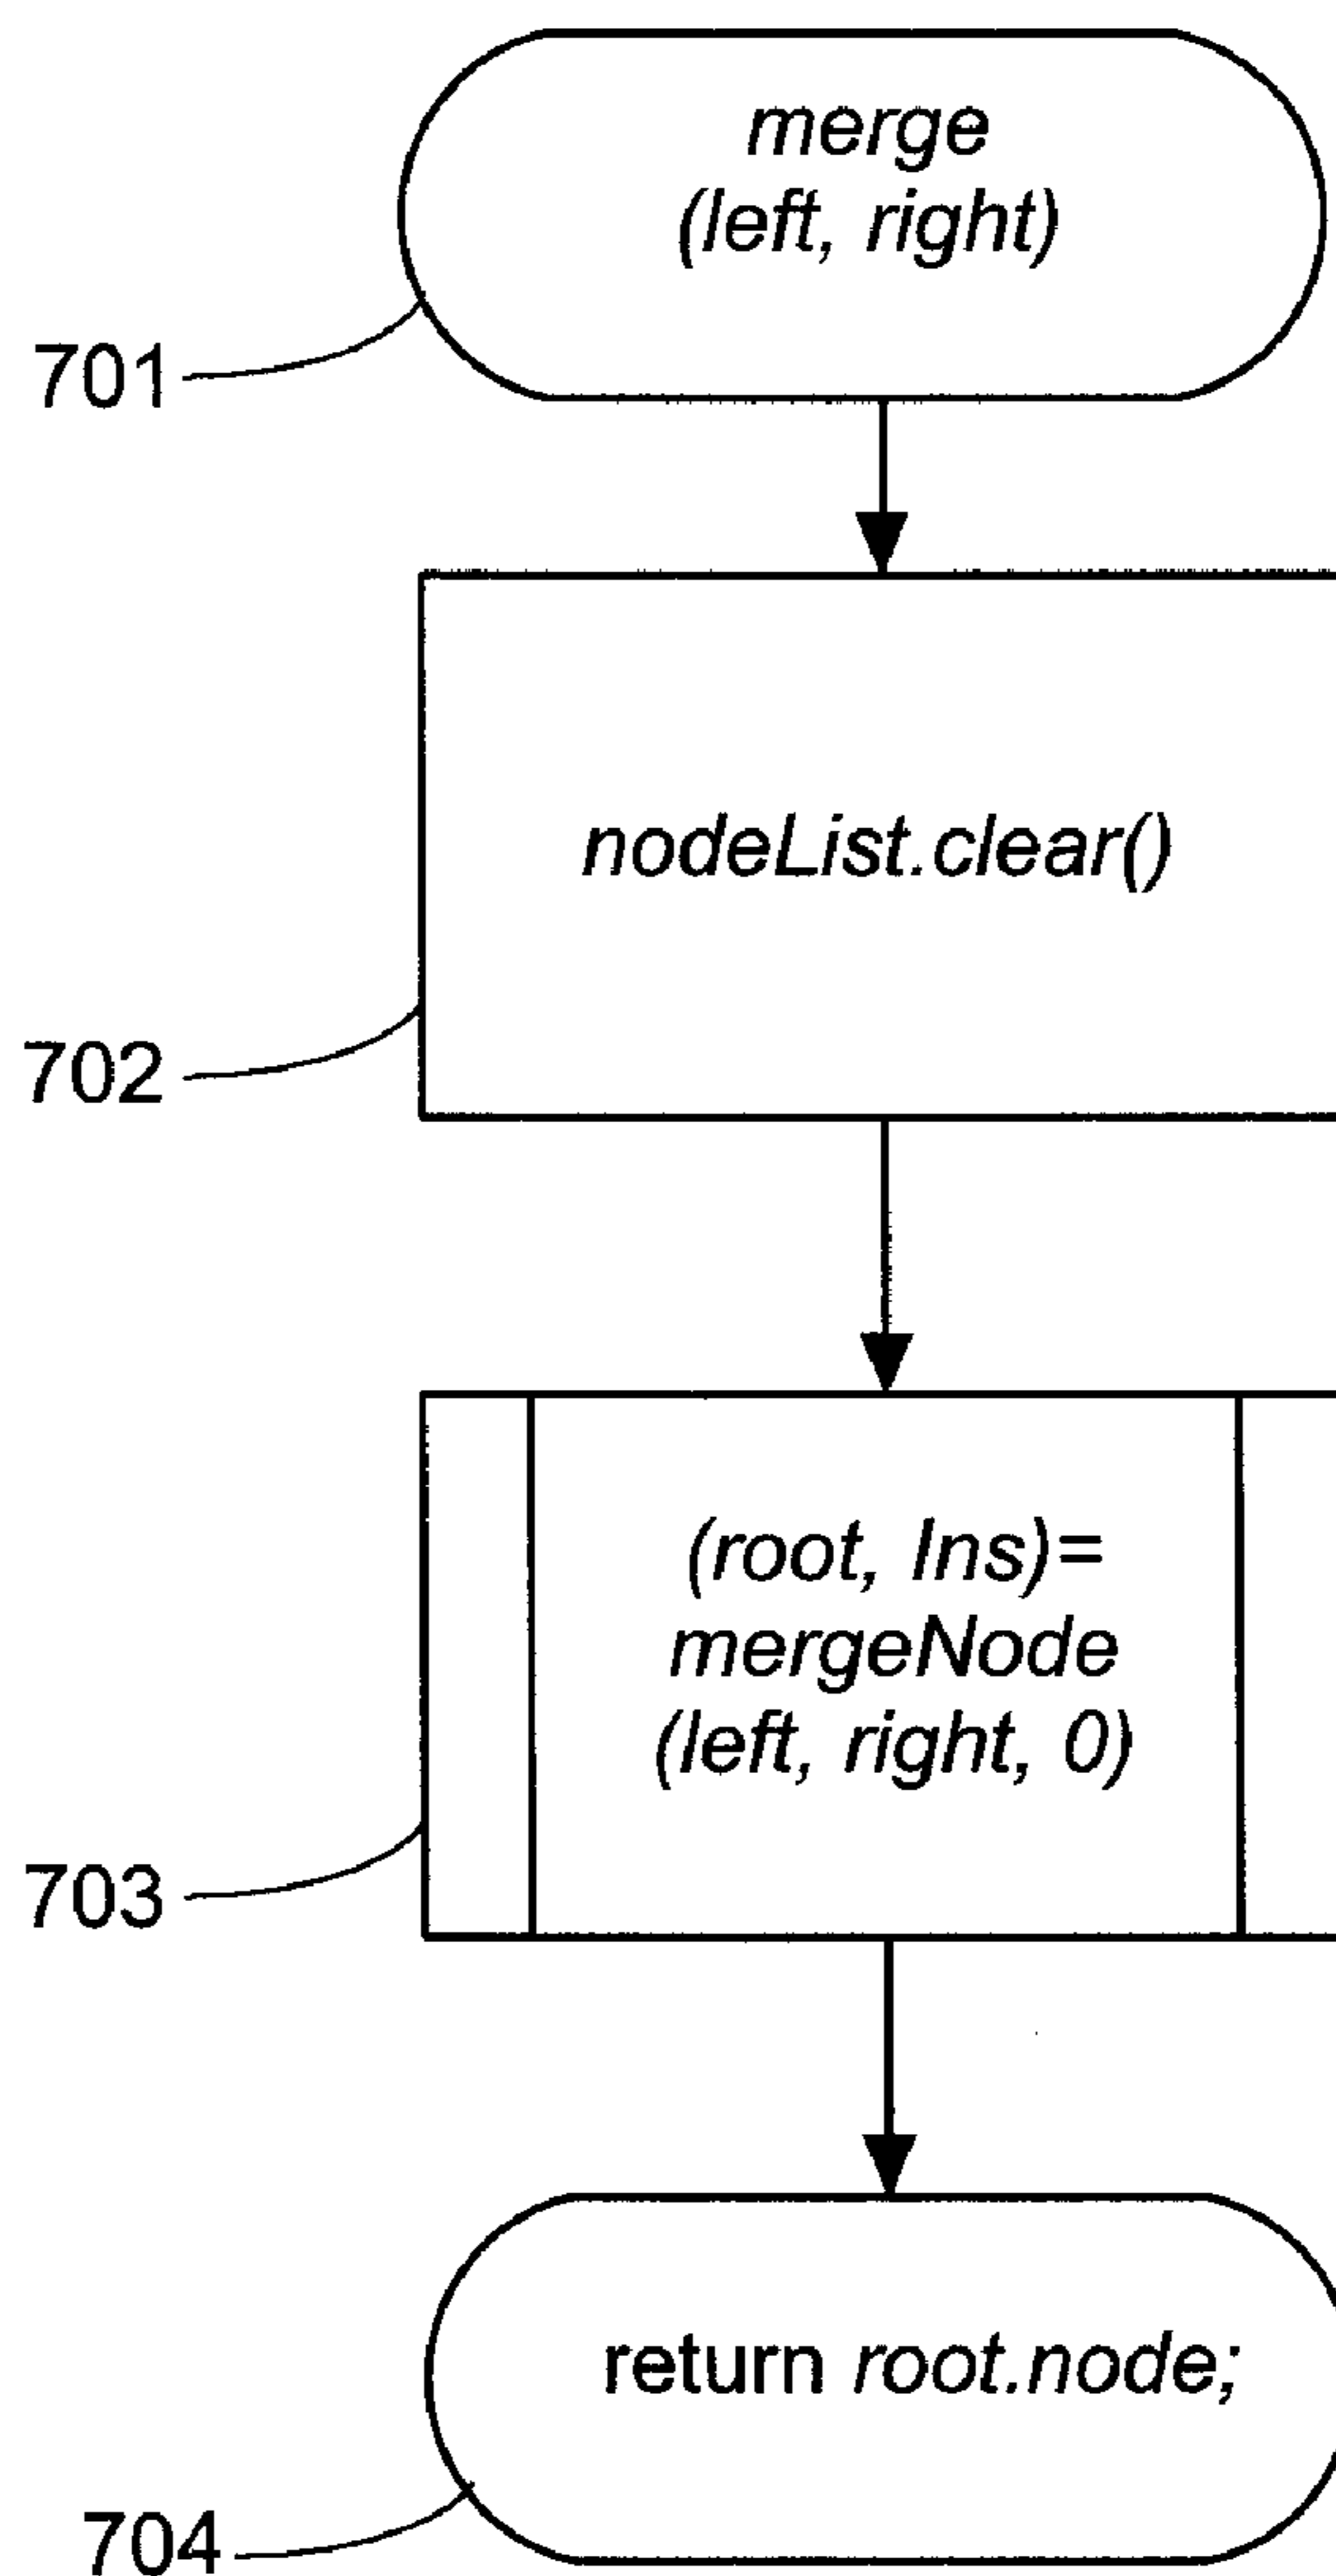 merge
(left, right)
701
nodeList.clear()
702
(root, Ins)=
mergeNode
(left, right, 0)
703
return root.node;
704